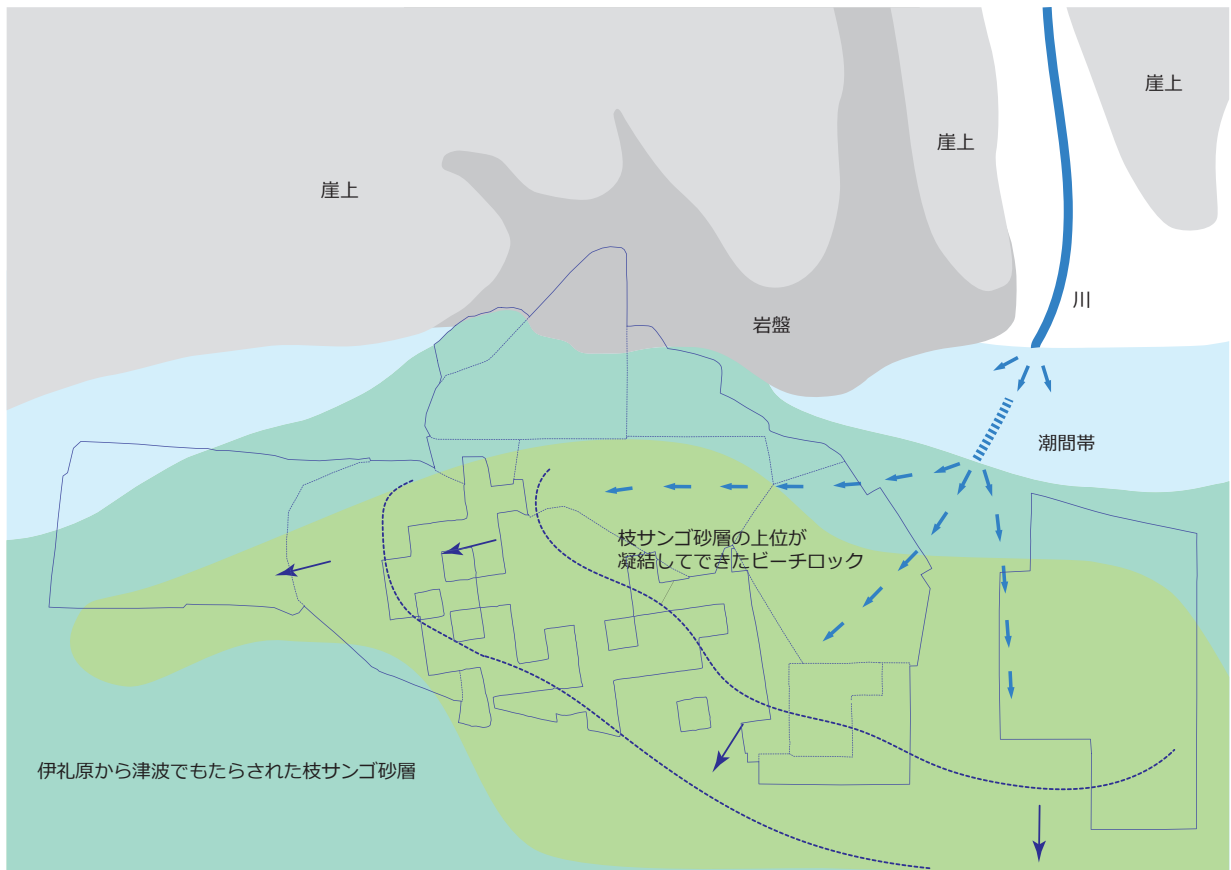 崖上
崖上
崖上
川
岩盤
潮間帯
枝サンゴ砂層の上位が
凝結してできたビーチロック
伊礼原から津波でもたらされた枝サンゴ砂層